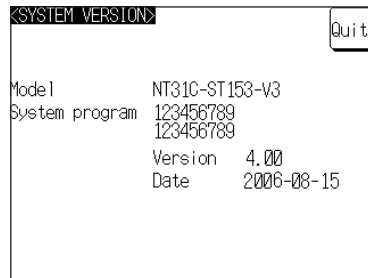 <SYSTEM VERSION>
Quit
Model NT31C-ST153-V3
System program 123456789
123456789
Version 4.00
Date 2006-08-15